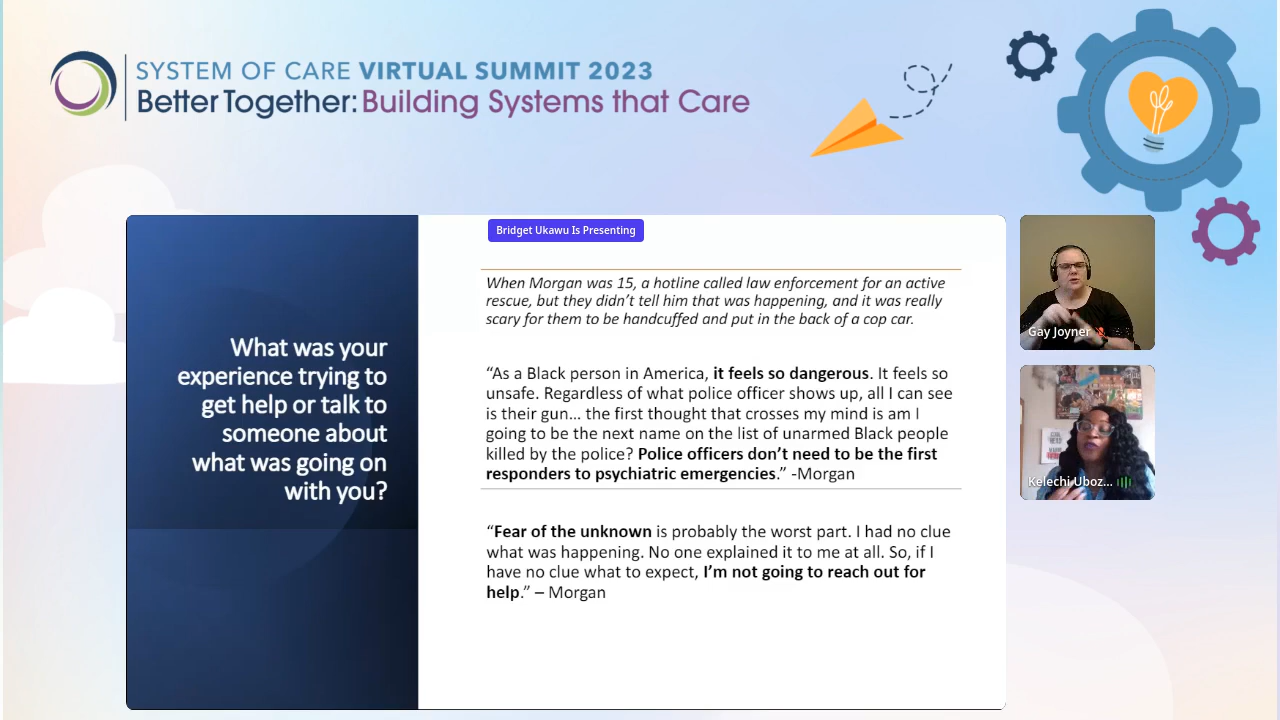 SYSTEM OF CARE VIRTUAL SUMMIT 2023
Better Together: Building Systems that Care
Bridget Ukawu Is Presenting
What was your
experience trying to
get help or talk to
someone about
what was going on
with you?
When Morgan was 15, a hotline called law enforcement for an active
rescue, but they didn’t tell him that was happening, and it was really
scary for them to be handcuffed and put in the back of a cop car.
“As a Black person in America, it feels so dangerous. It feels so
unsafe. Regardless of what police officer shows up, all I can see
is their gun... the first thought that crosses my mind is am I
going to be the next name on the list of unarmed Black people
killed by the police? Police officers don’t need to be the first
responders to psychiatric emergencies.” -Morgan
“Fear of the unknown is probably the worst part. I had no clue
what was happening. No one explained it to me at all. So, if I
have no clue what to expect, I’m not going to reach out for
help.” – Morgan
Gay Joyner
Kelechi Uboz...